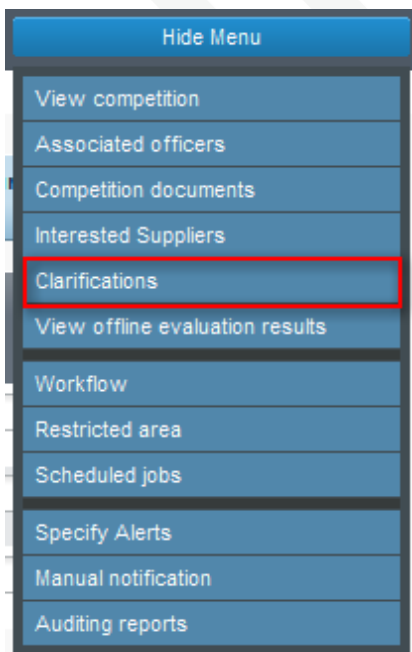 Hide Menu
View competition
Associated officers
Competition documents
Interested Suppliers
Clarifications
View offline evaluation results
Workflow
Restricted area
Scheduled jobs
Specify Alerts
Manual notification
Auditing reports